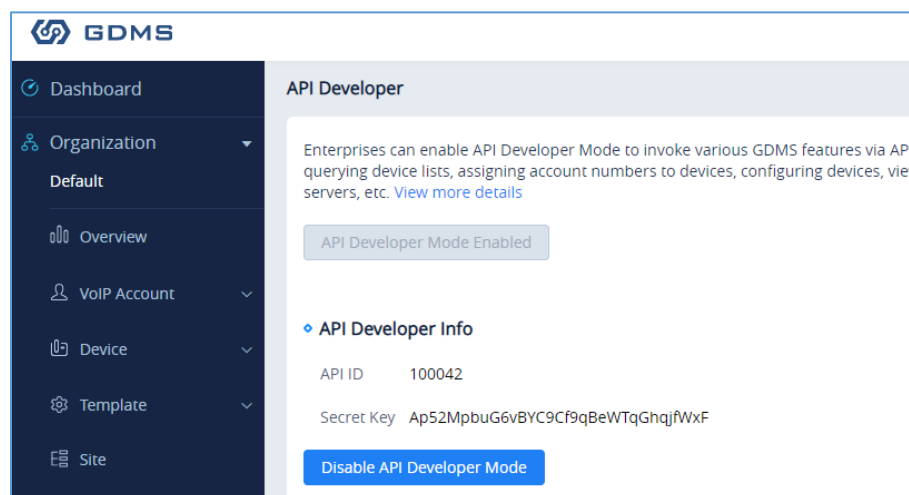 GDMS
Dashboard
Organization
Default
Overview
VoIP Account
Device
Template
Site
API Developer
Enterprises can enable API Developer Mode to invoke various GDMS features via AP
querying device lists, assigning account numbers to devices, configuring devices, vie
servers, etc. View more details
API Developer Mode Enabled
API Developer Info
API ID 100042
Secret Key Ap52MpbuG6vBYC9Cf9qBeWTqGhqjfWxF
Disable API Developer Mode